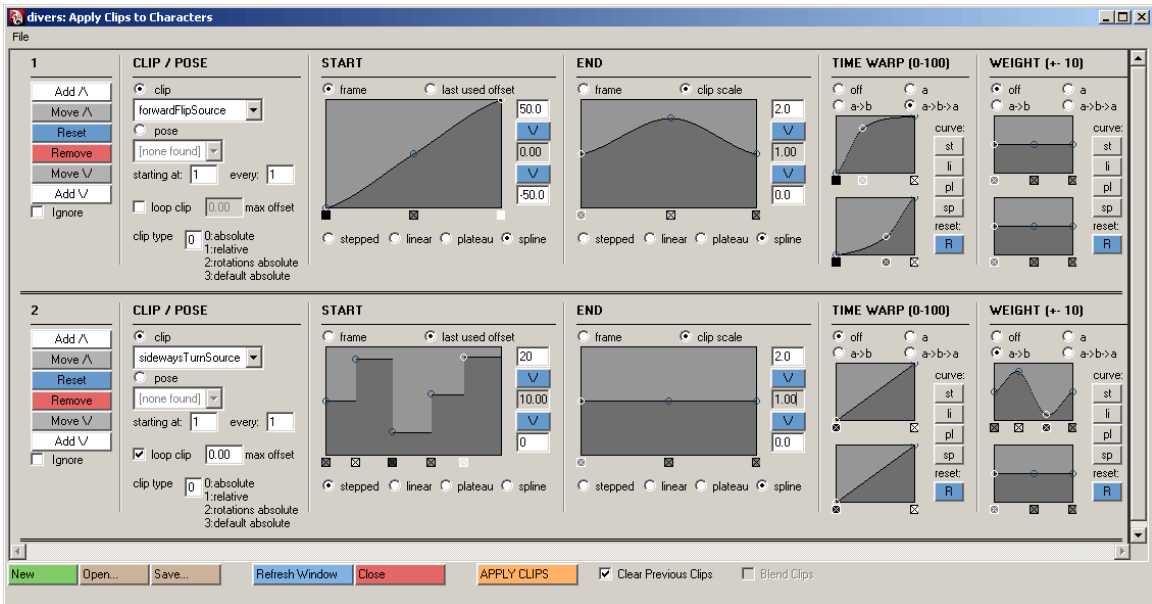 divers: Apply Clips to Characters
File
1 CLIP / POSE START END TIME WARP (0-100) WEIGHT (+- 10)
Add /\ clip frame last used offset frame clip scale off a off a
Move /\ forwardFlipSource 50.0 2.0 a->b a->b->a a->b a->b->a
Reset pose \/ \/ curve: curve:
Remove [none found] 0.00 1.00 st st
Move \/ starting at: 1 every: 1 \/ \/ li li
Add \/ -50.0 0.0 pl pl
Ignore loop clip 0.00 max offset sp sp
clip type 0 0:absolute stepped linear plateau spline stepped linear plateau spline reset: reset:
1:relative R R
2:rotations absolute
3:default absolute
2 CLIP / POSE START END TIME WARP (0-100) WEIGHT (+- 10)
Add /\ clip frame last used offset frame clip scale off a off a
Move /\ sidewaysTurnSource 20 2.0 a->b a->b->a a->b a->b->a
Reset pose \/ \/ curve: curve:
Remove [none found] 10.00 1.00 st st
Move \/ starting at: 1 every: 1 \/ \/ li li
Add \/ 0 0.0 pl pl
Ignore loop clip 0.00 max offset sp sp
clip type 0 0:absolute stepped linear plateau spline stepped linear plateau spline reset: reset:
1:relative R R
2:rotations absolute
3:default absolute
New Open... Save... Refresh Window Close APPLY CLIPS Clear Previous Clips Blend Clips